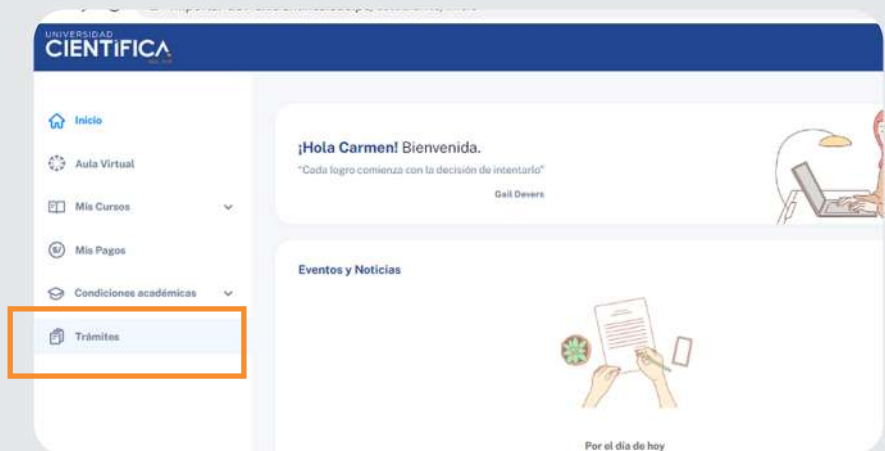 UNIVERSIDAD
CIENTÍFICA
Inicio
Aula Virtual
Mis Cursos
Mis Pagos
Condiciones académicas
Trámites
¡Hola Carmen! Bienvenida.
"Cada logro comienza con la decisión de intentarlo"
Gail Devers
Eventos y Noticias
Por el día de hoy